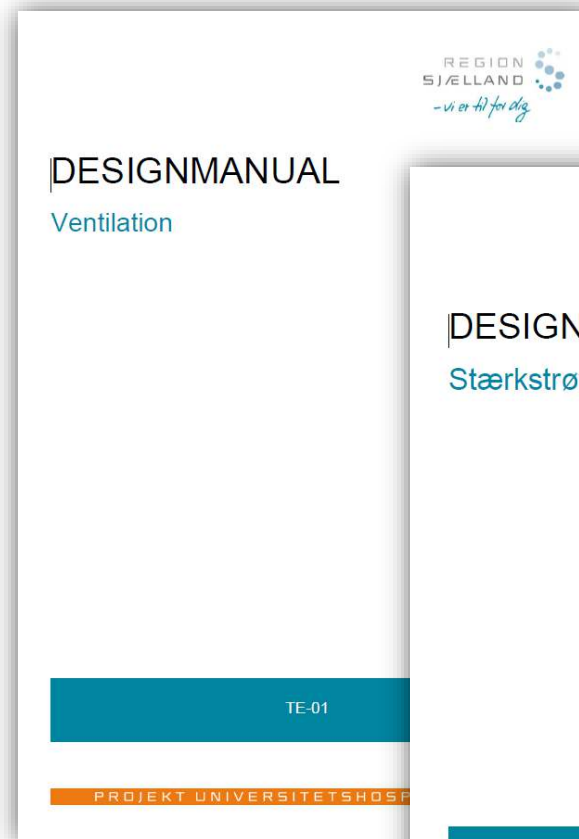 REGION
SJÆLLAND
- vi er til for dig
DESIGNMANUAL
Ventilation
TE-01
PROJEKT UNIVERSITETSHOSP
DESIGN
Stærkstrø